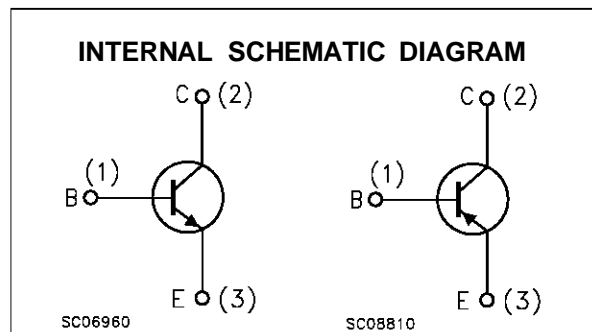 INTERNAL SCHEMATIC DIAGRAM
C (2)
(1)
B
E (3)
SC06960
C (2)
(1)
B
E (3)
SC08810